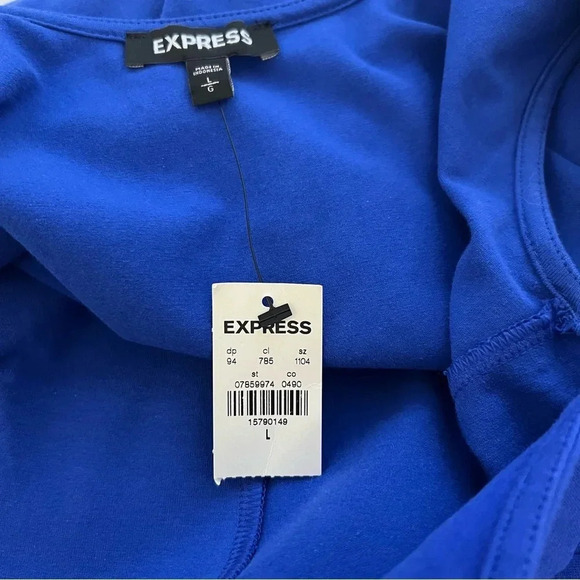 EXPRESS
MADE IN
INDONESIA
L
G
EXPRESS
dp cl sz
94 785 1104
st co
07859974 0490
15790149
L